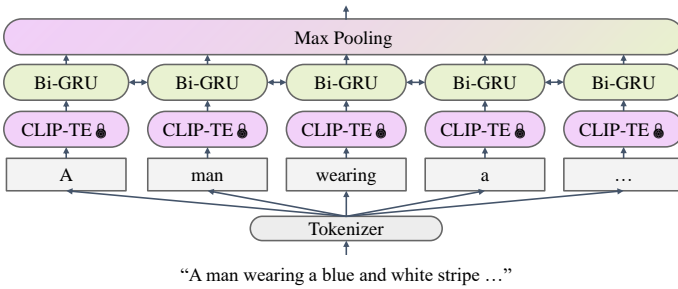 Max Pooling
Bi-GRU Bi-GRU Bi-GRU Bi-GRU Bi-GRU
CLIP-TE CLIP-TE CLIP-TE CLIP-TE CLIP-TE
A man wearing a …
Tokenizer
“A man wearing a blue and white stripe …”